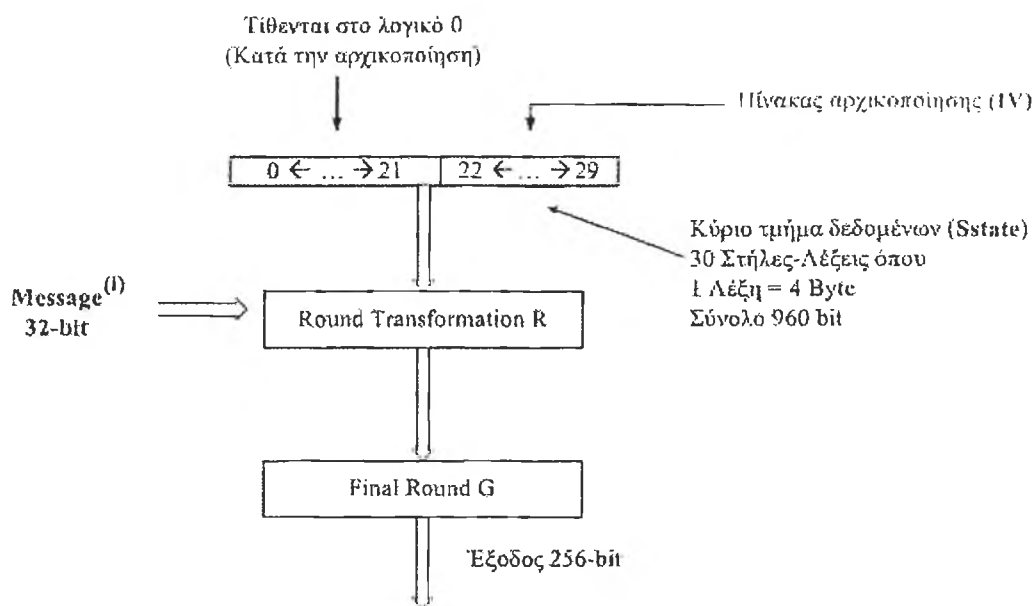 Τίθενται στο λογικό 0
(Κατά την αρχικοποίηση)
Πίνακας αρχικοποίησης (IV)
0 ← ... → 21
22 ← ... → 29
Κύριο τμήμα δεδομένων (Sstate)
30 Στήλες-Λέξεις όπου
1 Λέξη = 4 Byte
Σύνολο 960 bit
Message(i)
32-bit
Round Transformation R
Final Round G
Έξοδος 256-bit